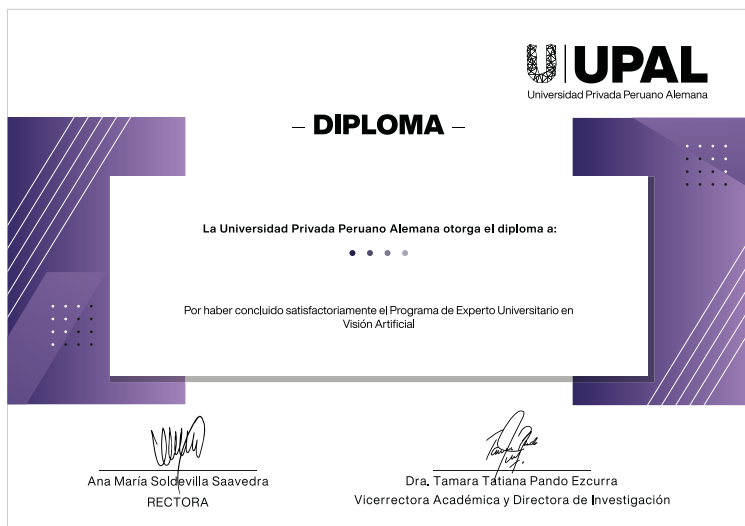 UPAL
Universidad Privada Peruano Alemana
– DIPLOMA –
La Universidad Privada Peruano Alemana otorga el diploma a:
Por haber concluido satisfactoriamente el Programa de Experto Universitario en
Visión Artificial
Ana María Soldevilla Saavedra
RECTORA
Dra. Tamara Tatiana Pando Ezcurra
Vicerrectora Académica y Directora de Investigación